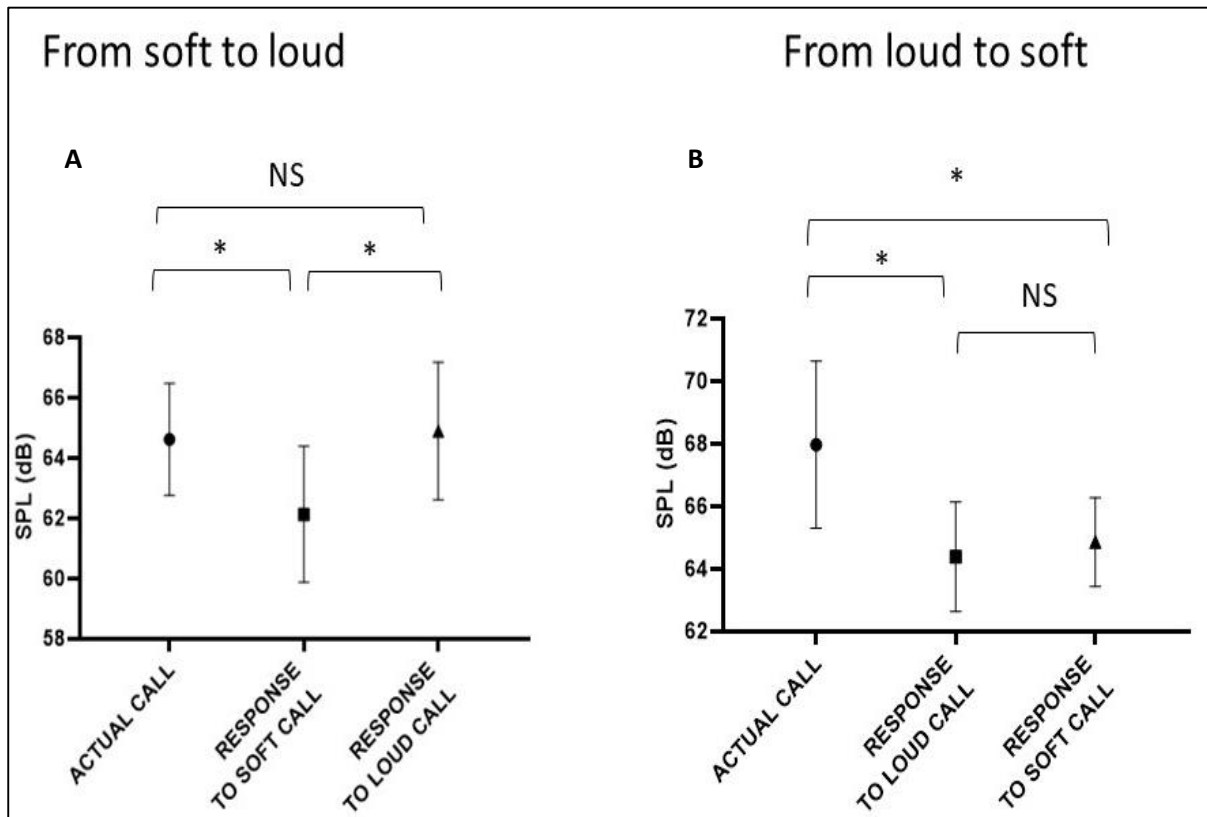 From soft to loud
A
NS
*
*
68
66
64
62
60
58
SPL (dB)
ACTUAL CALL
RESPONSE
TO SOFT CALL
RESPONSE
TO LOUD CALL
From loud to soft
B
*
*
NS
72
70
68
66
64
62
SPL (dB)
ACTUAL CALL
RESPONSE
TO LOUD CALL
RESPONSE
TO SOFT CALL